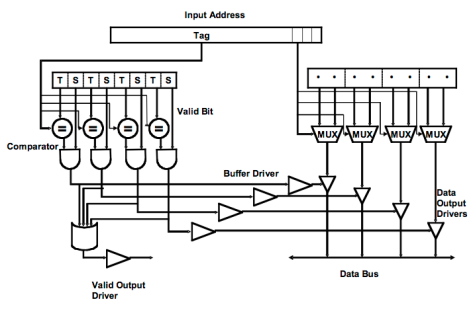 Input Address
Tag
T S T S T S T S
= = = =
Valid Bit
MUX MUX MUX MUX
Comparator
Buffer Driver
Data
Output
Drivers
Data Bus
Valid Output
Driver